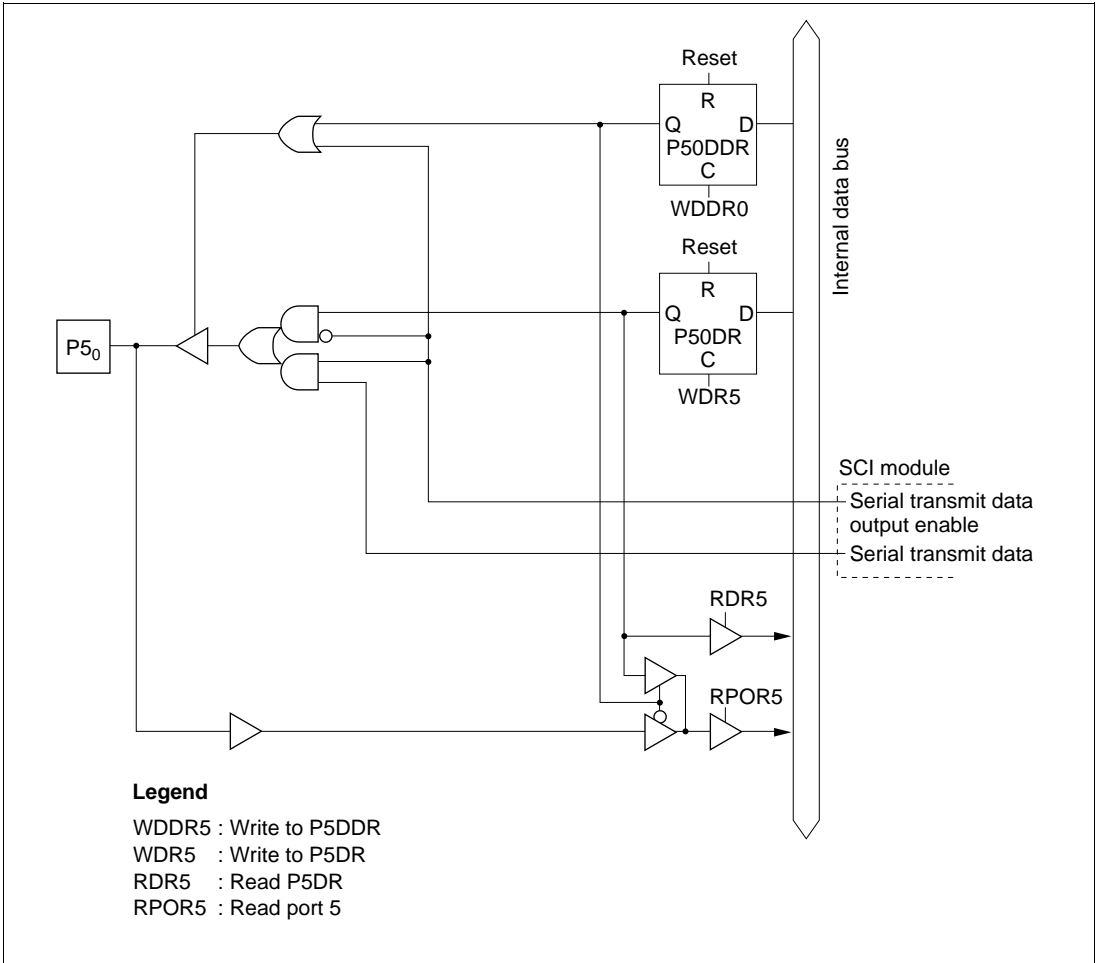 Reset
R
Q D
P50DDR
C
WDDR0
Internal data bus
Reset
R
Q D
P50DR
C
WDR5
P5₀
SCI module
Serial transmit data
output enable
Serial transmit data
RDR5
RPOR5
Legend
WDDR5 : Write to P5DDR
WDR5 : Write to P5DR
RDR5 : Read P5DR
RPOR5 : Read port 5